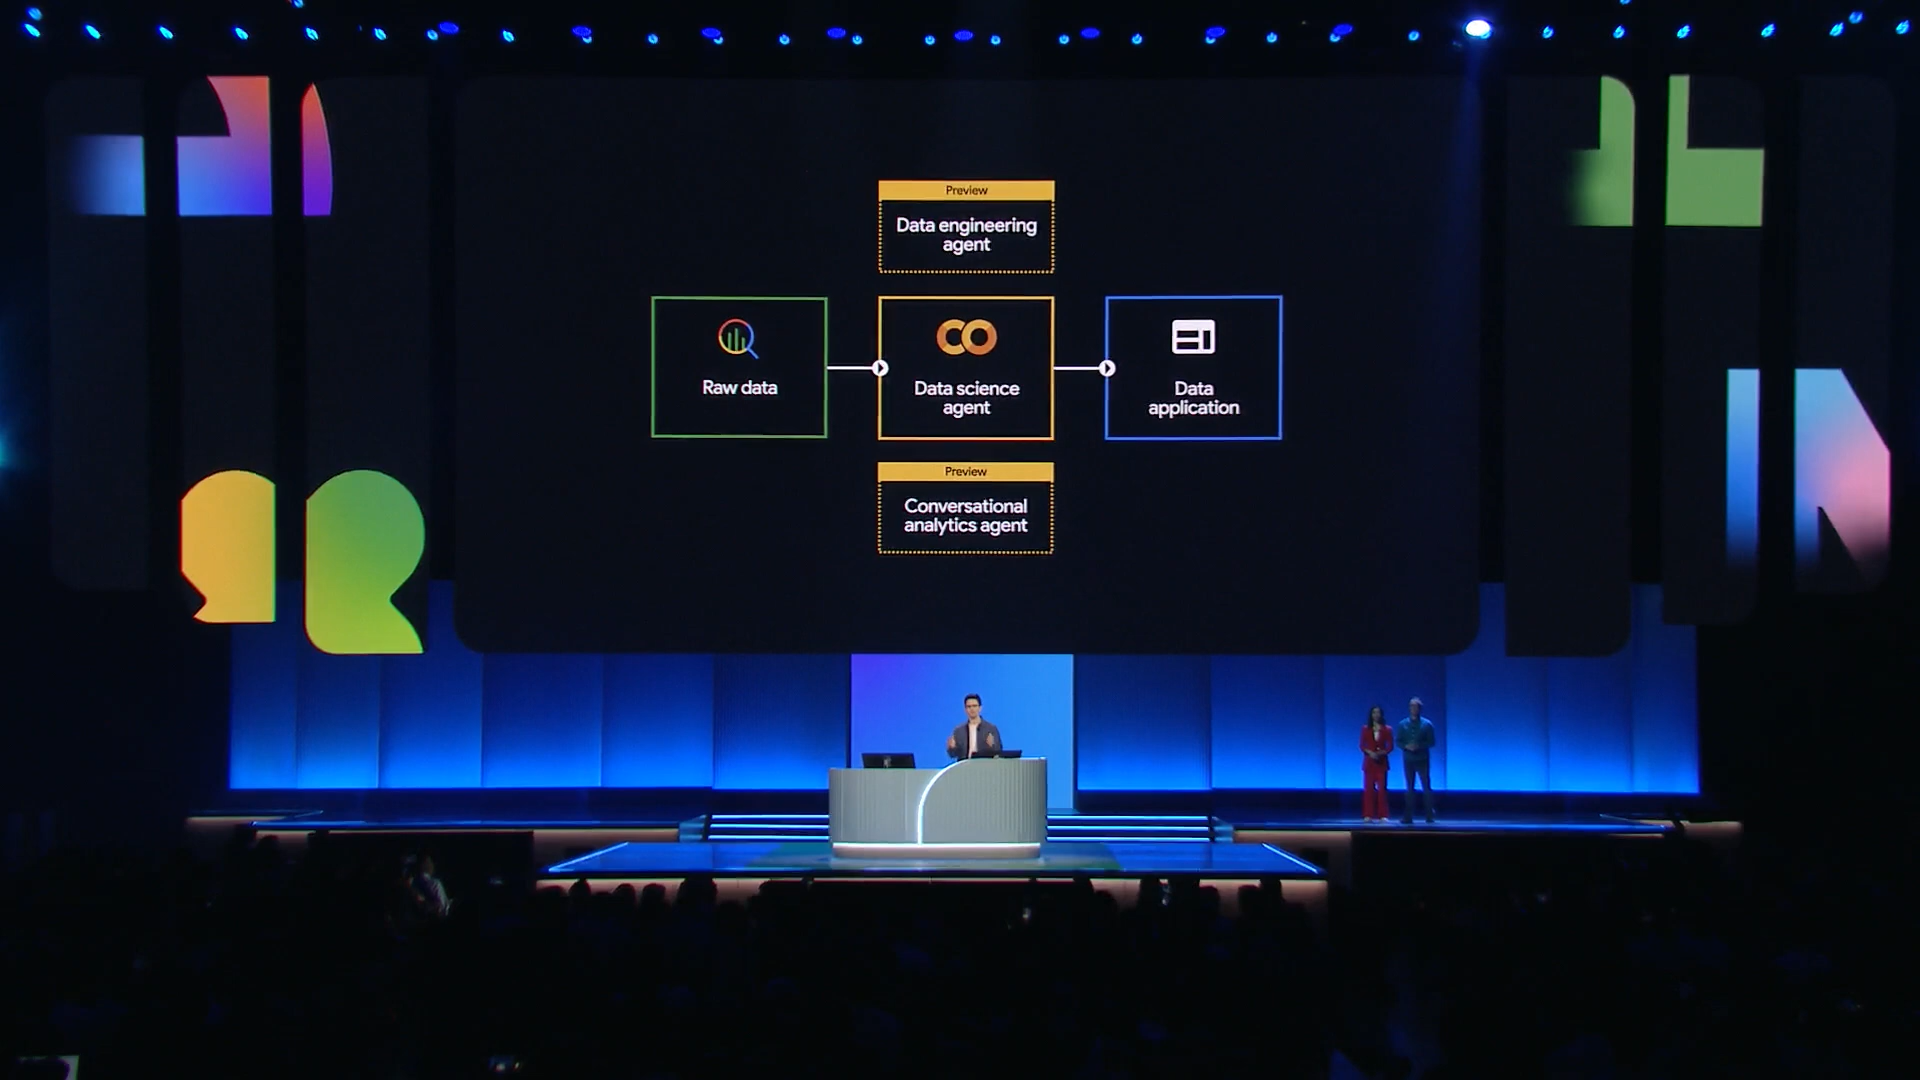 Preview
Data engineering
agent
Raw data
Data science
agent
Data
application
Preview
Conversational
analytics agent